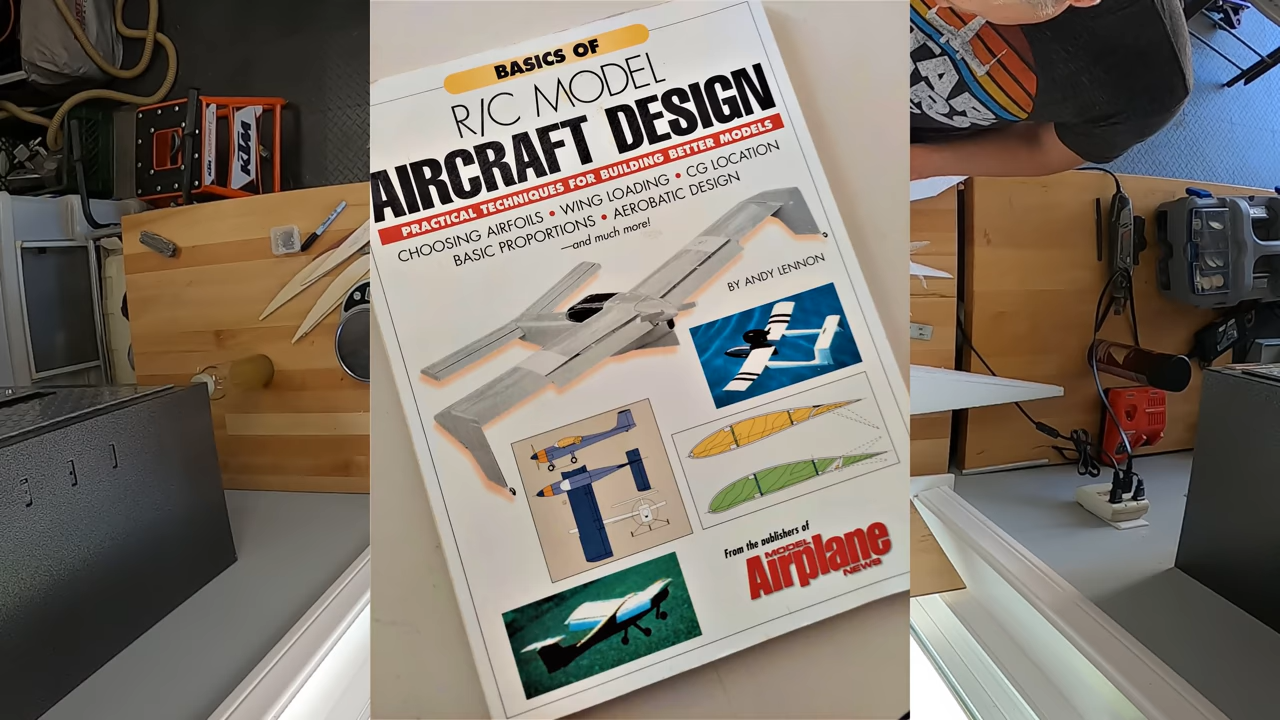 BASICS OF
R/C MODEL
AIRCRAFT DESIGN
PRACTICAL TECHNIQUES FOR BUILDING BETTER MODELS
CHOOSING AIRFOILS • WING LOADING • CG LOCATION
BASIC PROPORTIONS • AEROBATIC DESIGN
—and much more!
BY ANDY LENNON
From the publishers of
MODEL
Airplane
NEWS
KTM